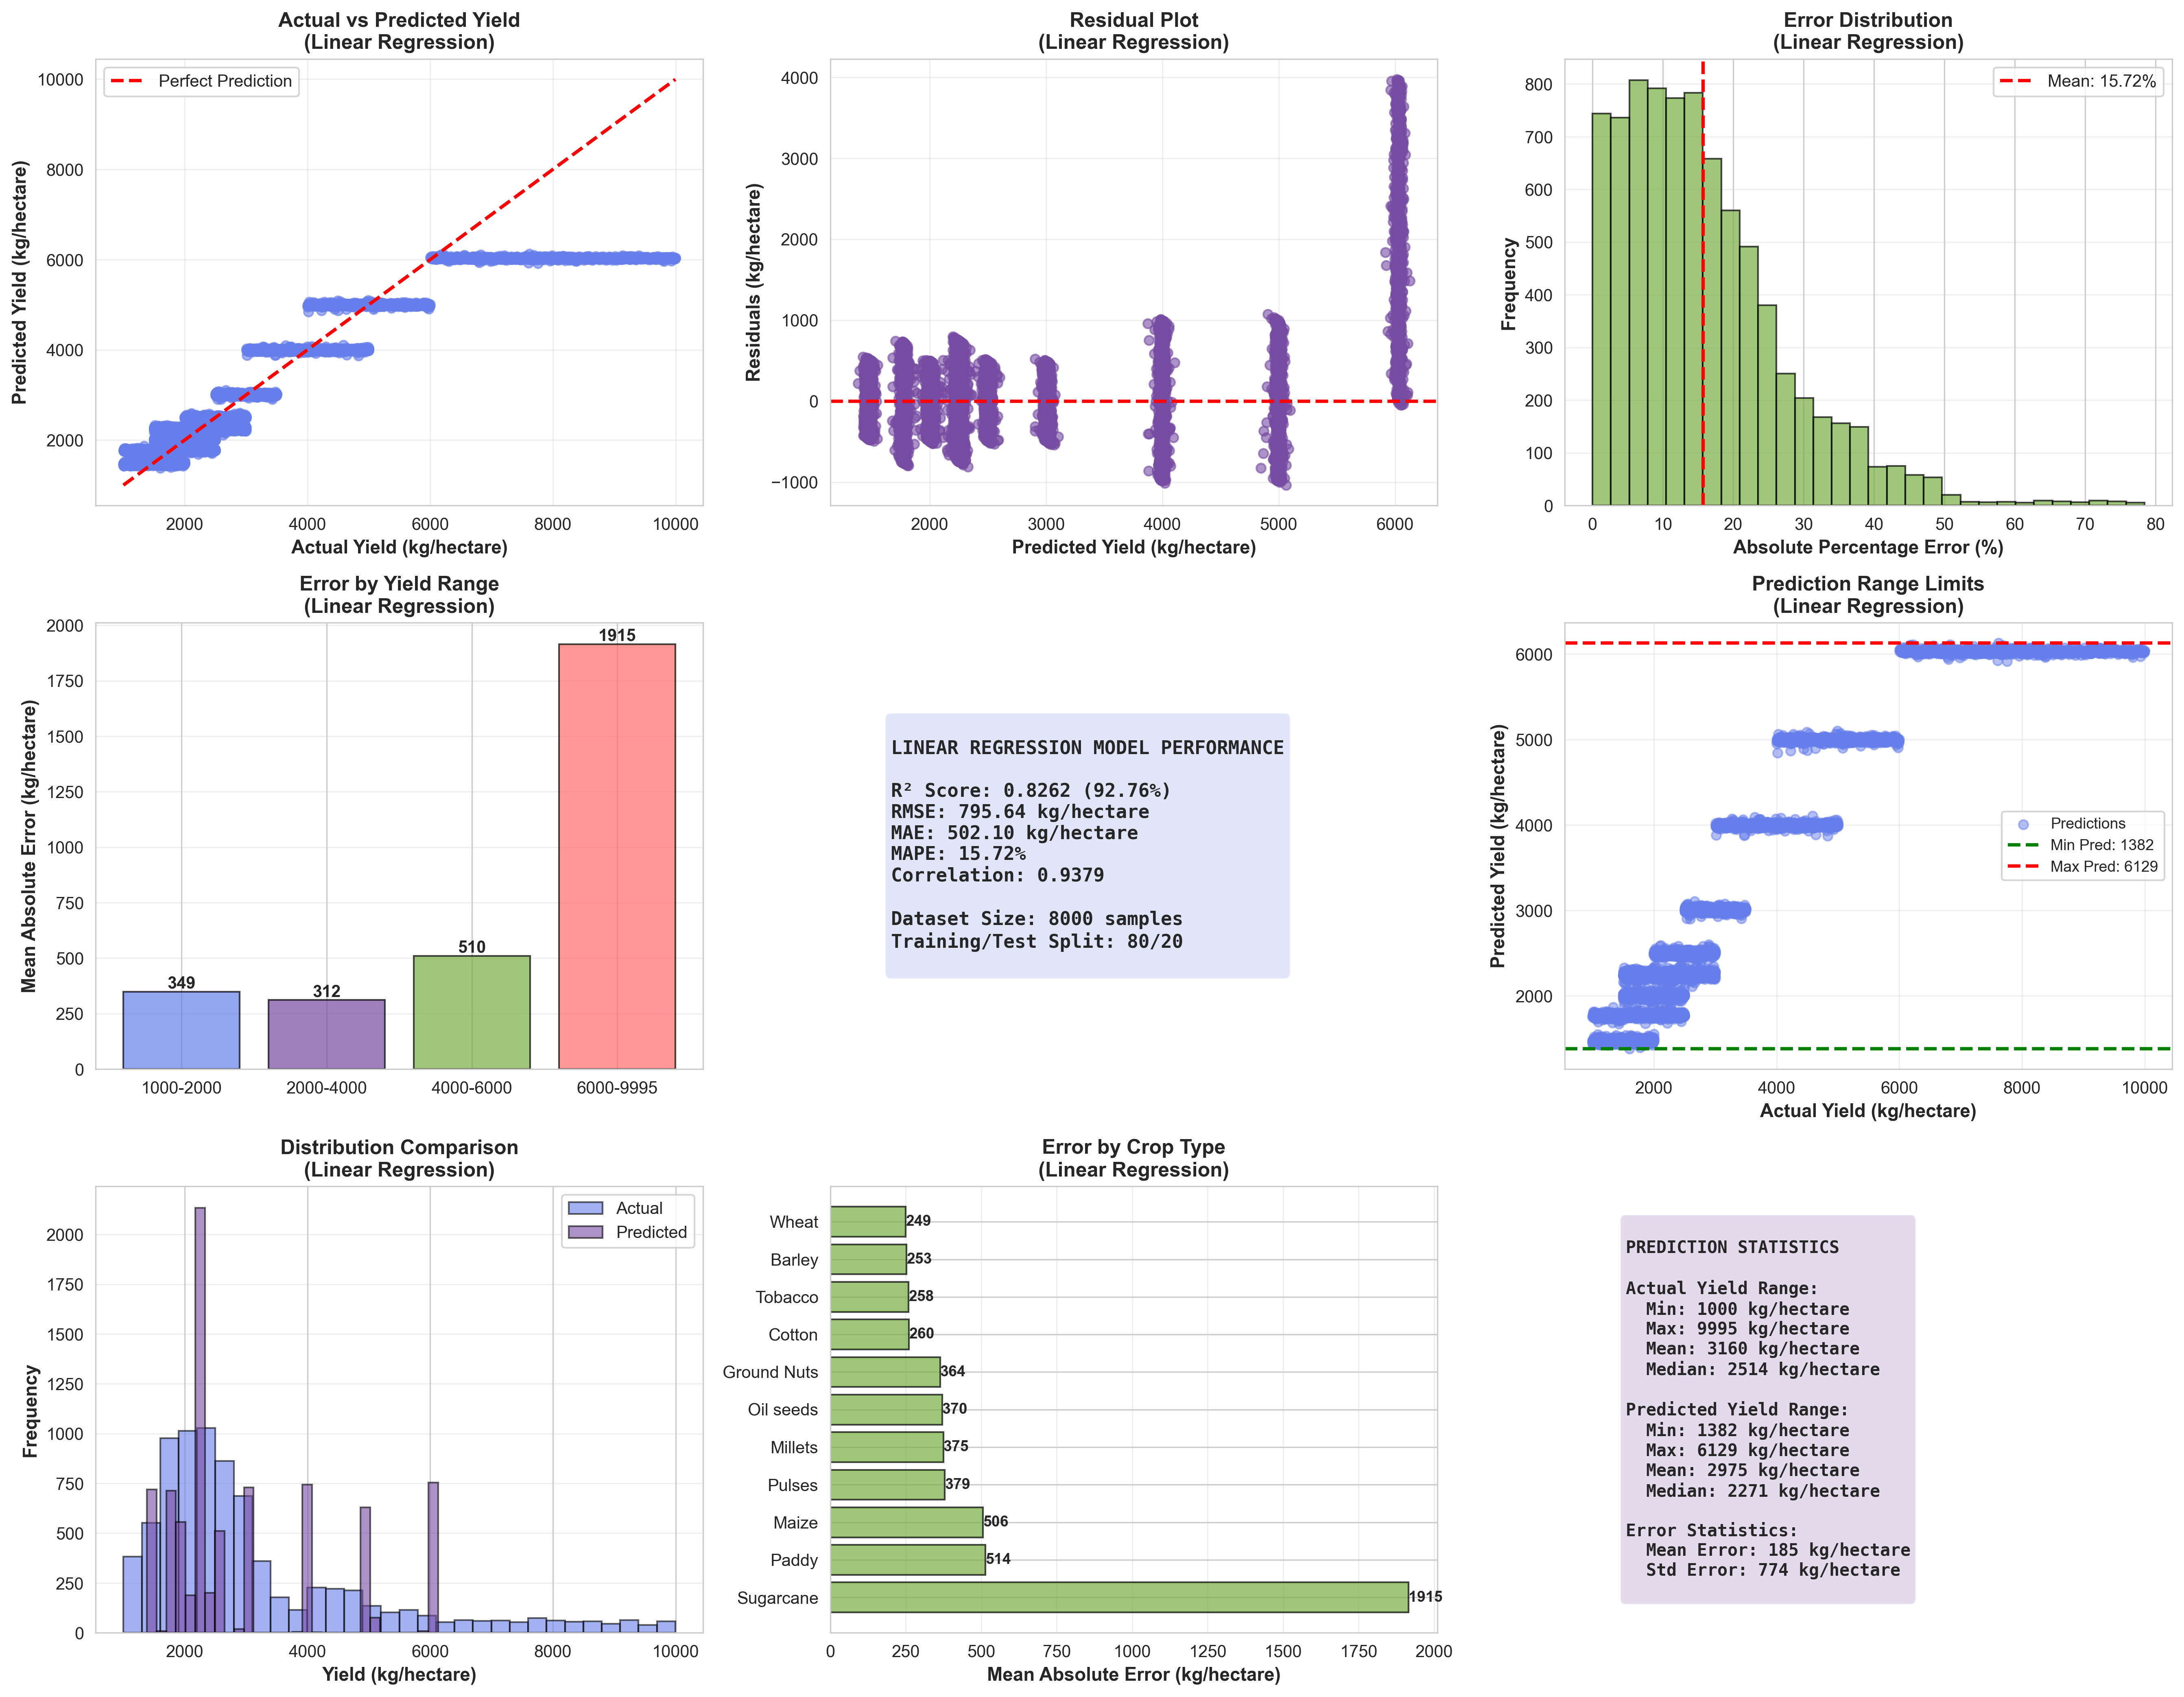 Actual vs Predicted Yield
(Linear Regression)
Perfect Prediction
10000
8000
6000
4000
2000
Predicted Yield (kg/hectare)
2000 4000 6000 8000 10000
Actual Yield (kg/hectare)
Residual Plot
(Linear Regression)
4000
3000
2000
1000
0
−1000
Residuals (kg/hectare)
2000 3000 4000 5000 6000
Predicted Yield (kg/hectare)
Error Distribution
(Linear Regression)
Mean: 15.72%
800
700
600
500
400
300
200
100
0
Frequency
0 10 20 30 40 50 60 70 80
Absolute Percentage Error (%)
Error by Yield Range
(Linear Regression)
2000
1750
1500
1250
1000
750
500
250
0
Mean Absolute Error (kg/hectare)
349
312
510
1915
1000-2000 2000-4000 4000-6000 6000-9995
LINEAR REGRESSION MODEL PERFORMANCE
R² Score: 0.8262 (92.76%)
RMSE: 795.64 kg/hectare
MAE: 502.10 kg/hectare
MAPE: 15.72%
Correlation: 0.9379
Dataset Size: 8000 samples
Training/Test Split: 80/20
Prediction Range Limits
(Linear Regression)
6000
5000
4000
3000
2000
Predicted Yield (kg/hectare)
Predictions
Min Pred: 1382
Max Pred: 6129
2000 4000 6000 8000 10000
Actual Yield (kg/hectare)
Distribution Comparison
(Linear Regression)
Actual
Predicted
2000
1750
1500
1250
1000
750
500
250
0
Frequency
2000 4000 6000 8000 10000
Yield (kg/hectare)
Error by Crop Type
(Linear Regression)
Wheat 249
Barley 253
Tobacco 258
Cotton 260
Ground Nuts 364
Oil seeds 370
Millets 375
Pulses 379
Maize 506
Paddy 514
Sugarcane 1915
0 250 500 750 1000 1250 1500 1750 2000
Mean Absolute Error (kg/hectare)
PREDICTION STATISTICS
Actual Yield Range:
Min: 1000 kg/hectare
Max: 9995 kg/hectare
Mean: 3160 kg/hectare
Median: 2514 kg/hectare
Predicted Yield Range:
Min: 1382 kg/hectare
Max: 6129 kg/hectare
Mean: 2975 kg/hectare
Median: 2271 kg/hectare
Error Statistics:
Mean Error: 185 kg/hectare
Std Error: 774 kg/hectare